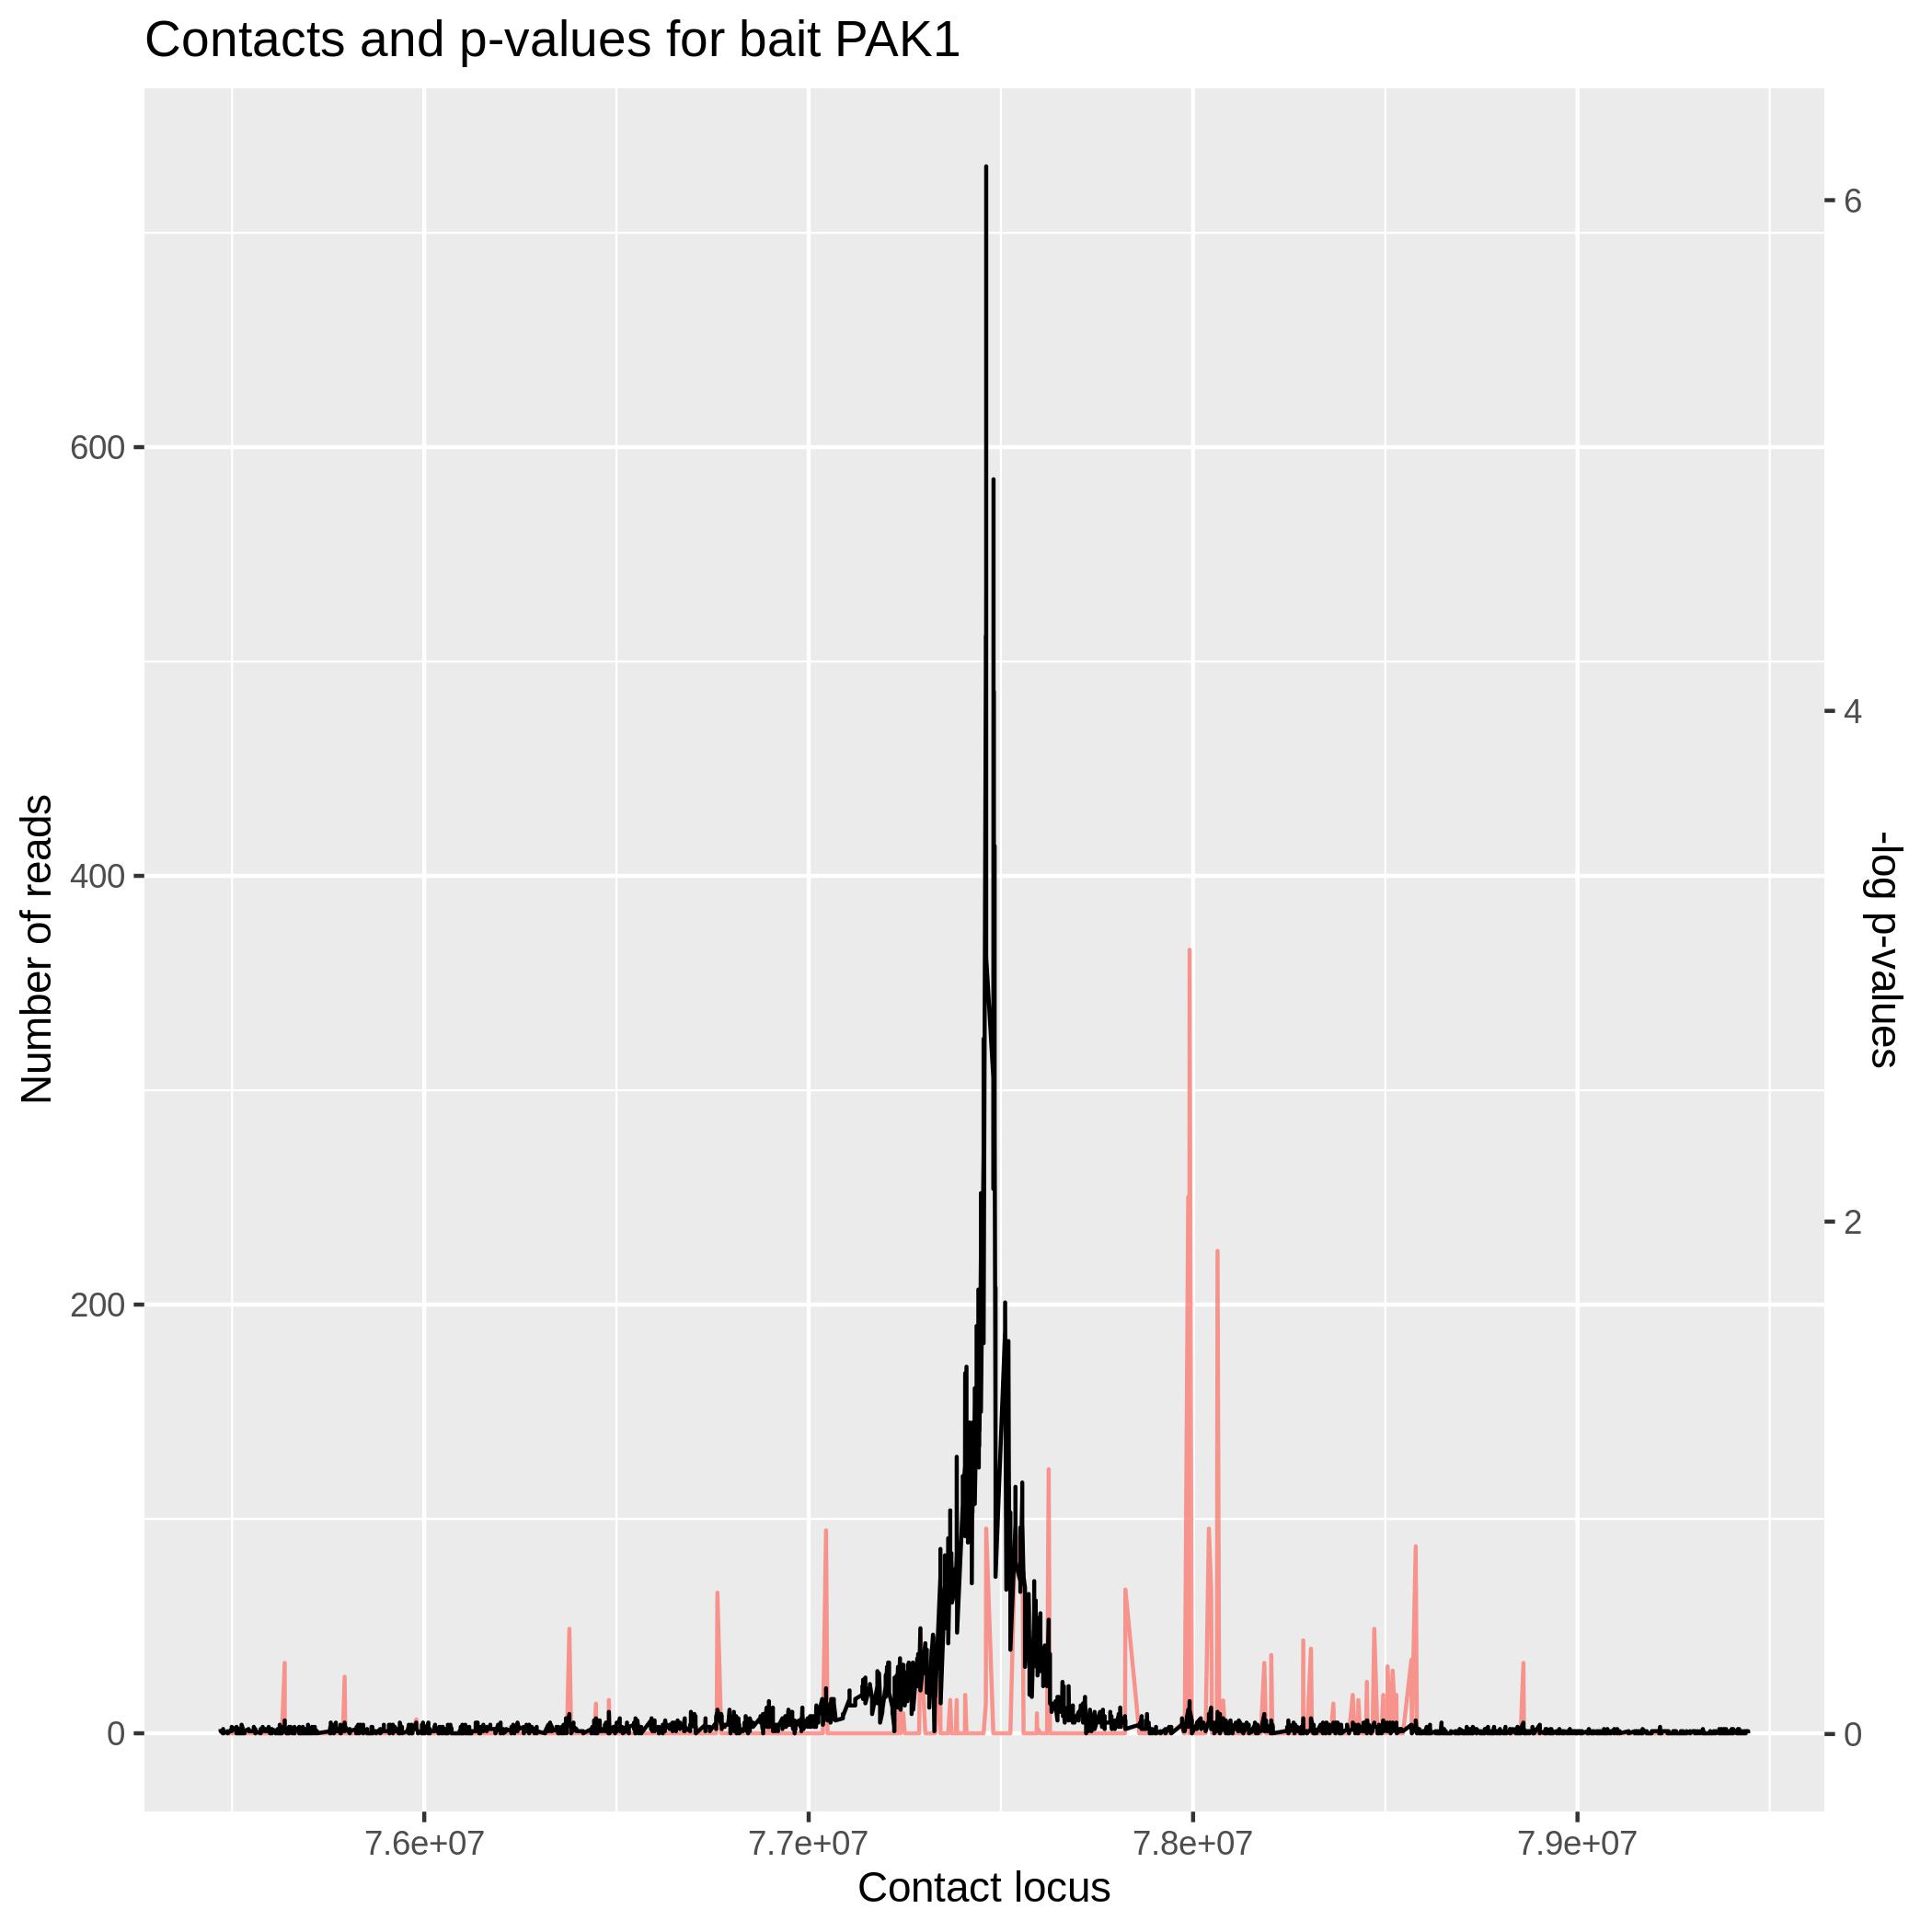 Contacts and p-values for bait PAK1
Number of reads
600
400
200
0
6
4
2
0
-log p-values
7.6e+07 7.7e+07 7.8e+07 7.9e+07
Contact locus